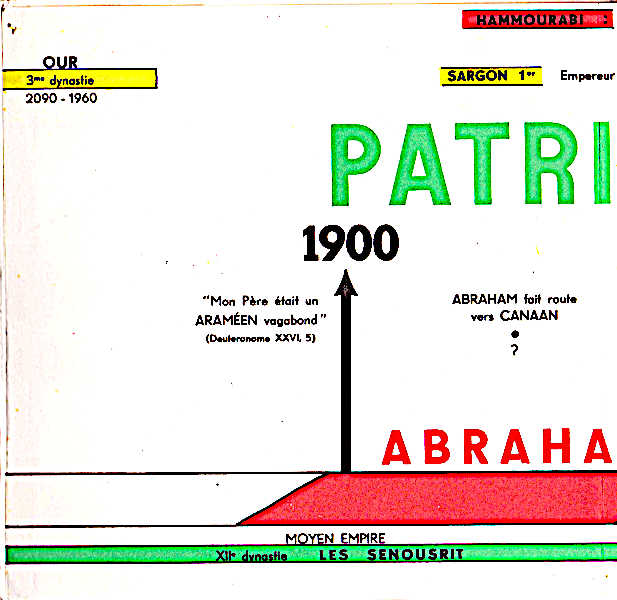 HAMMOURABI :
OUR
3me dynastie
2090 - 1960
SARGON 1er Empereur
PATRI
1900
"Mon Père était un
ARAMÉEN vagabond"
(Deuteronome XXVI, 5)
ABRAHAM fait route
vers CANAAN
?
ABRAHA
MOYEN EMPIRE
XIIe dynastie LES SENOUSRIT